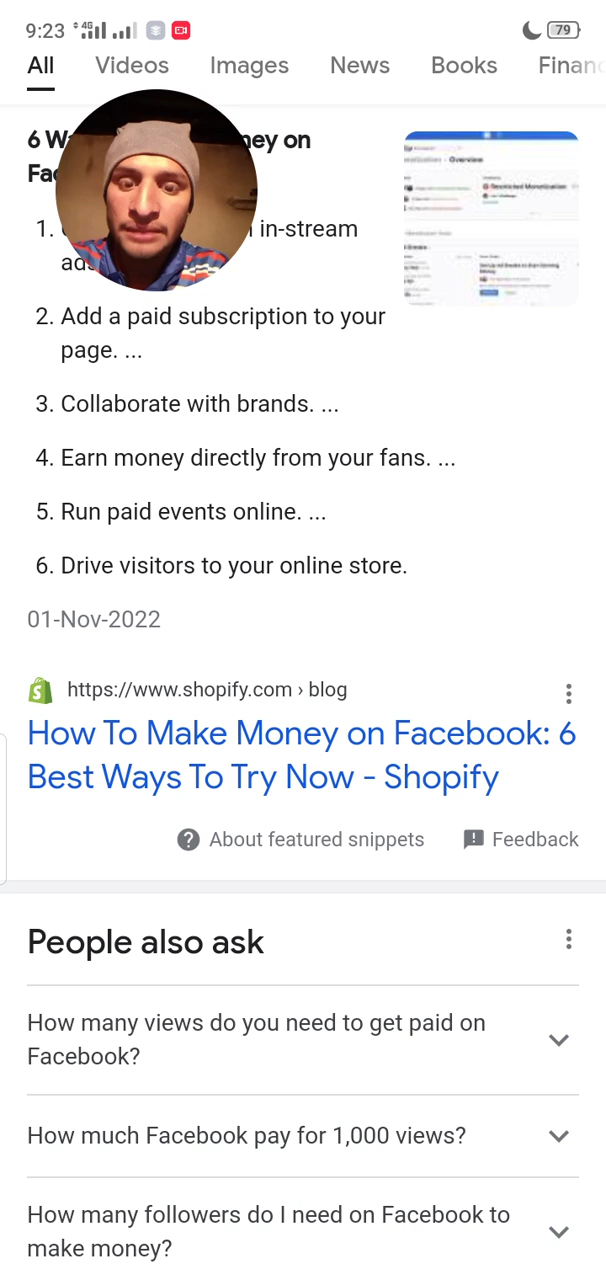 9:23 4G 79
All Videos Images News Books Financ
6 W ney on
Fac
1. in-stream
ads
2. Add a paid subscription to your
page. ...
3. Collaborate with brands. ...
4. Earn money directly from your fans. ...
5. Run paid events online. ...
6. Drive visitors to your online store.
01-Nov-2022
https://www.shopify.com › blog
How To Make Money on Facebook: 6
Best Ways To Try Now - Shopify
About featured snippets Feedback
People also ask
How many views do you need to get paid on
Facebook?
How much Facebook pay for 1,000 views?
How many followers do I need on Facebook to
make money?